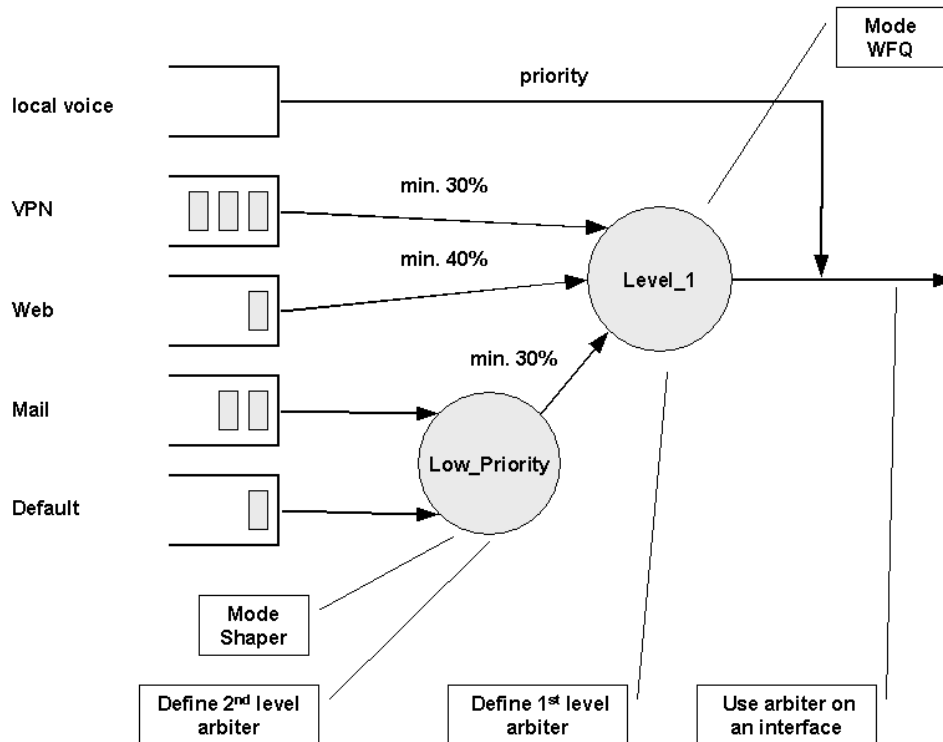 Mode
WFQ
priority
local voice
min. 30%
VPN
min. 40%
Level_1
Web
min. 30%
Mail
Low_Priority
Default
Mode
Shaper
Define 2nd level
arbiter
Define 1st level
arbiter
Use arbiter on
an interface